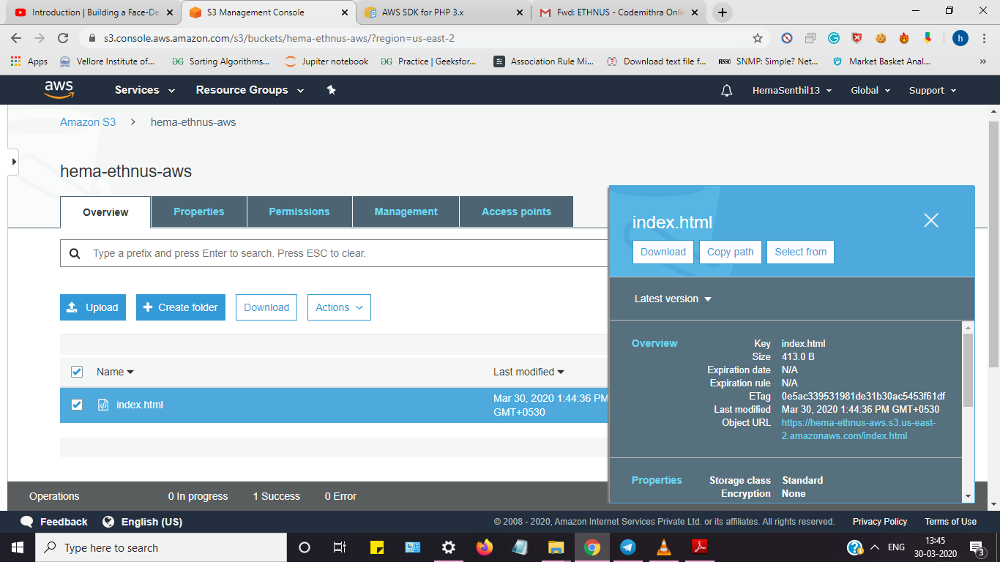 Introduction | Building a Face-De
S3 Management Console
AWS SDK for PHP 3.x
Fwd: ETHNUS - Codemithra Onlin
s3.console.aws.amazon.com/s3/buckets/hema-ethnus-aws/?region=us-east-2
h
Apps
Vellore Institute of...
Sorting Algorithms...
Jupiter notebook
Practice | Geeksfor...
Association Rule Mi...
Download text file f...
SNMP: Simple? Net...
Market Basket Anal...
»
aws
Services
Resource Groups
HemaSenthil13
Global
Support
Amazon S3 > hema-ethnus-aws
hema-ethnus-aws
Overview
Properties
Permissions
Management
Access points
Type a prefix and press Enter to search. Press ESC to clear.
Upload
Create folder
Download
Actions
Name
Last modified
index.html
Mar 30, 2020 1:44:36 PM
GMT+0530
index.html
Download
Copy path
Select from
Latest version
Overview
Key index.html
Size 413.0 B
Expiration date N/A
Expiration rule N/A
ETag 0e5ac339531981de31b30ac5453f61df
Last modified Mar 30, 2020 1:44:36 PM GMT+0530
Object URL https://hema-ethnus-aws.s3.us-east-
2.amazonaws.com/index.html
Properties
Storage class Standard
Encryption None
Operations
0 In progress
1 Success
0 Error
Feedback
English (US)
© 2008 - 2020, Amazon Internet Services Private Ltd. or its affiliates. All rights reserved.
Privacy Policy
Terms of Use
Type here to search
ENG
13:45
30-03-2020
3